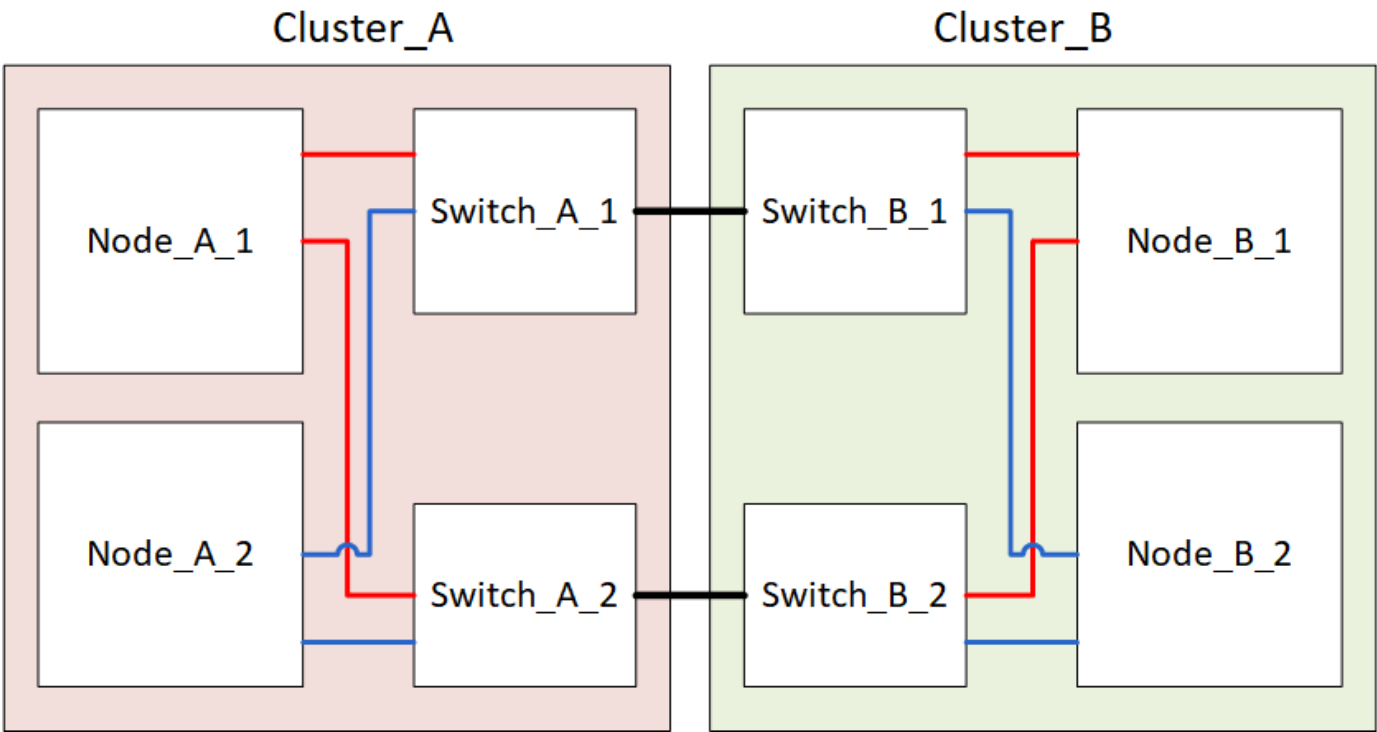 Cluster_A
Cluster_B
Node_A_1
Switch_A_1
Switch_B_1
Node_B_1
Node_A_2
Switch_A_2
Switch_B_2
Node_B_2